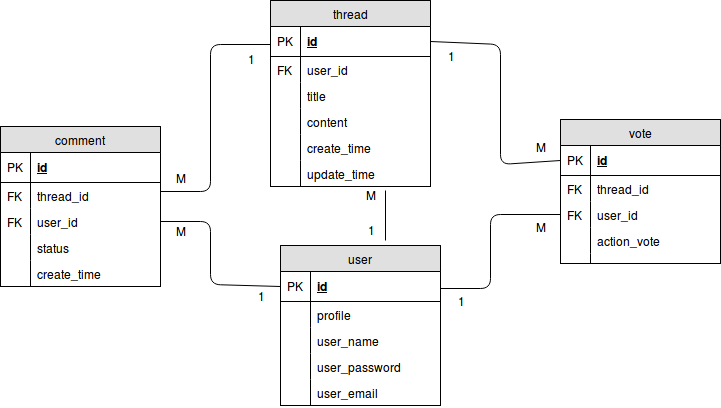 thread
PK id
FK user_id
title
content
create_time
update_time
1
1
M
M
M
comment
PK id
FK thread_id
FK user_id
status
create_time
M
1
vote
PK id
FK thread_id
FK user_id
action_vote
M
1
1
user
PK id
profile
user_name
user_password
user_email